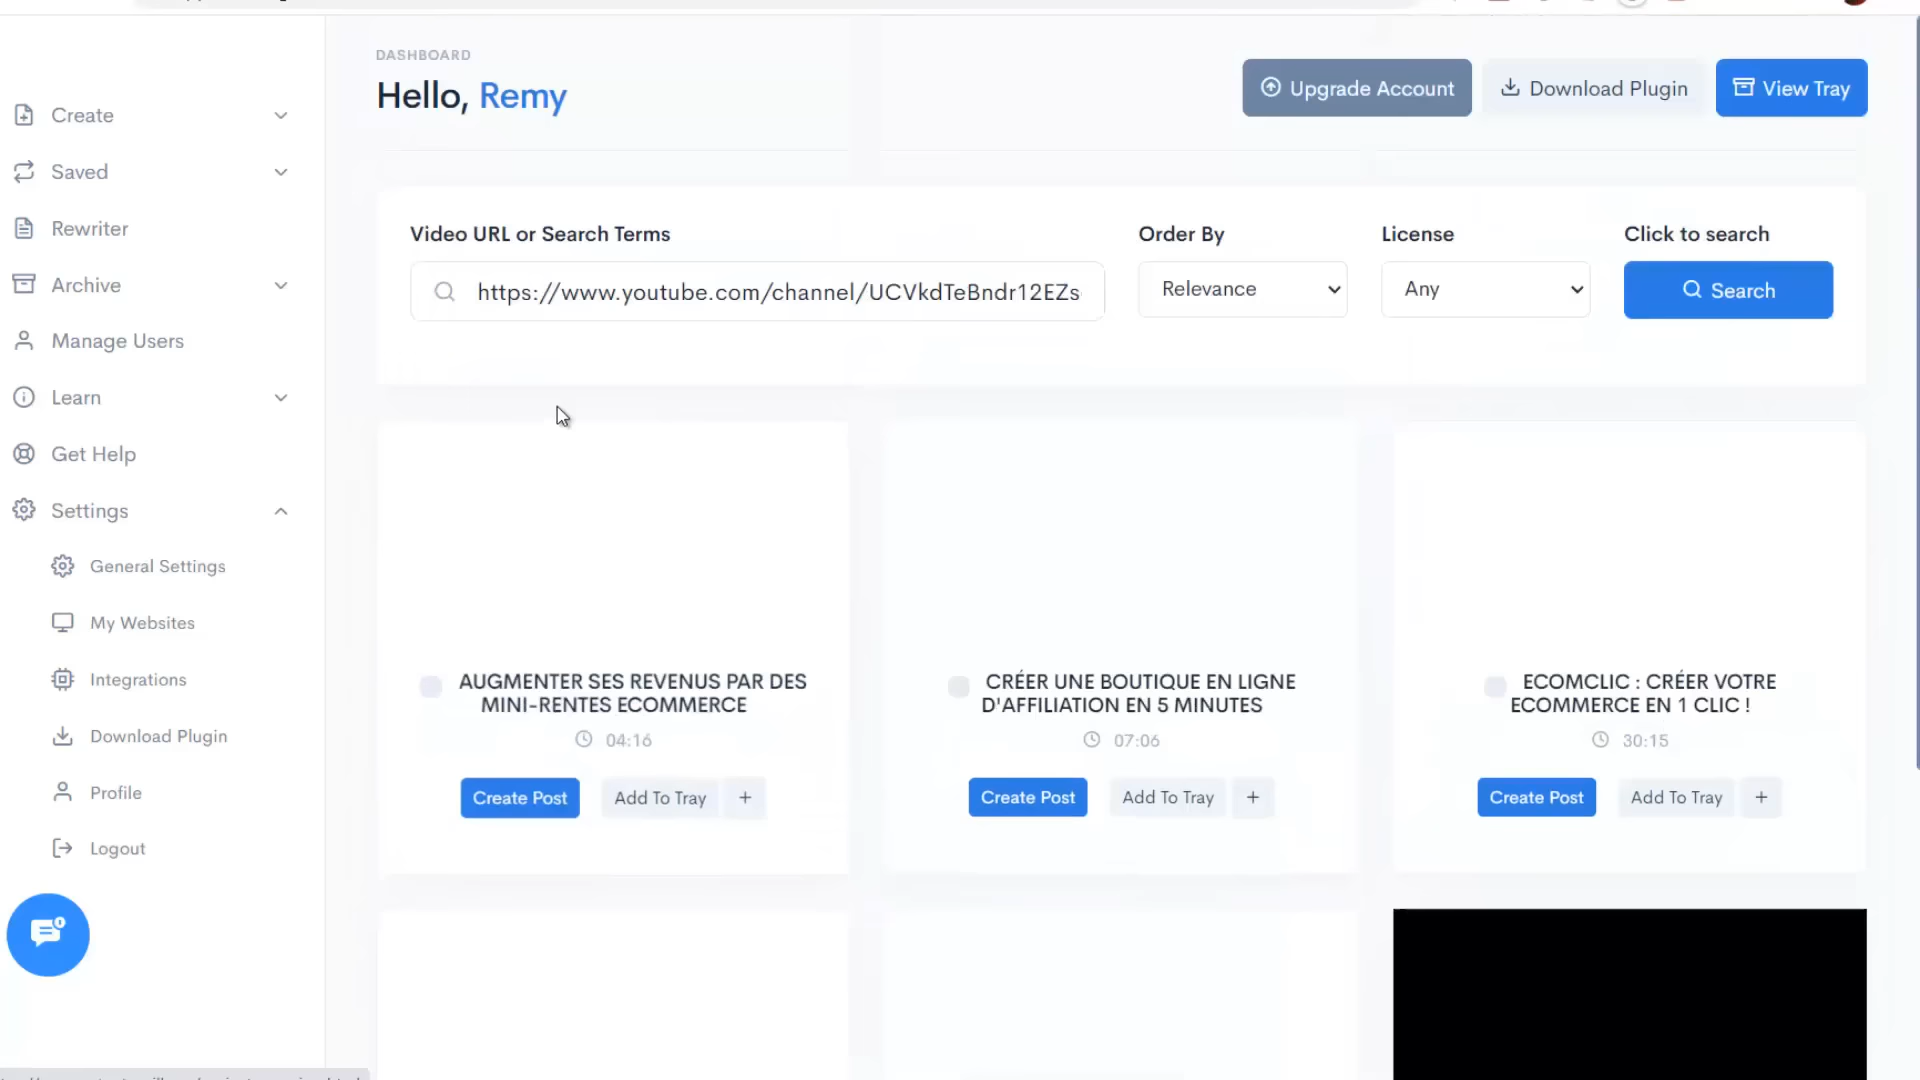 DASHBOARD
Hello, Remy
Upgrade Account
Download Plugin
View Tray
Create
Saved
Rewriter
Archive
Manage Users
Learn
Get Help
Settings
General Settings
My Websites
Integrations
Download Plugin
Profile
Logout
Video URL or Search Terms
https://www.youtube.com/channel/UCVkdTeBndr12EZs
Order By
Relevance
License
Any
Click to search
Search
AUGMENTER SES REVENUS PAR DES
MINI-RENTES ECOMMERCE
04:16
Create Post
Add To Tray
+
CRÉER UNE BOUTIQUE EN LIGNE
D'AFFILIATION EN 5 MINUTES
07:06
Create Post
Add To Tray
+
ECOMCLIC : CRÉER VOTRE
ECOMMERCE EN 1 CLIC !
30:15
Create Post
Add To Tray
+